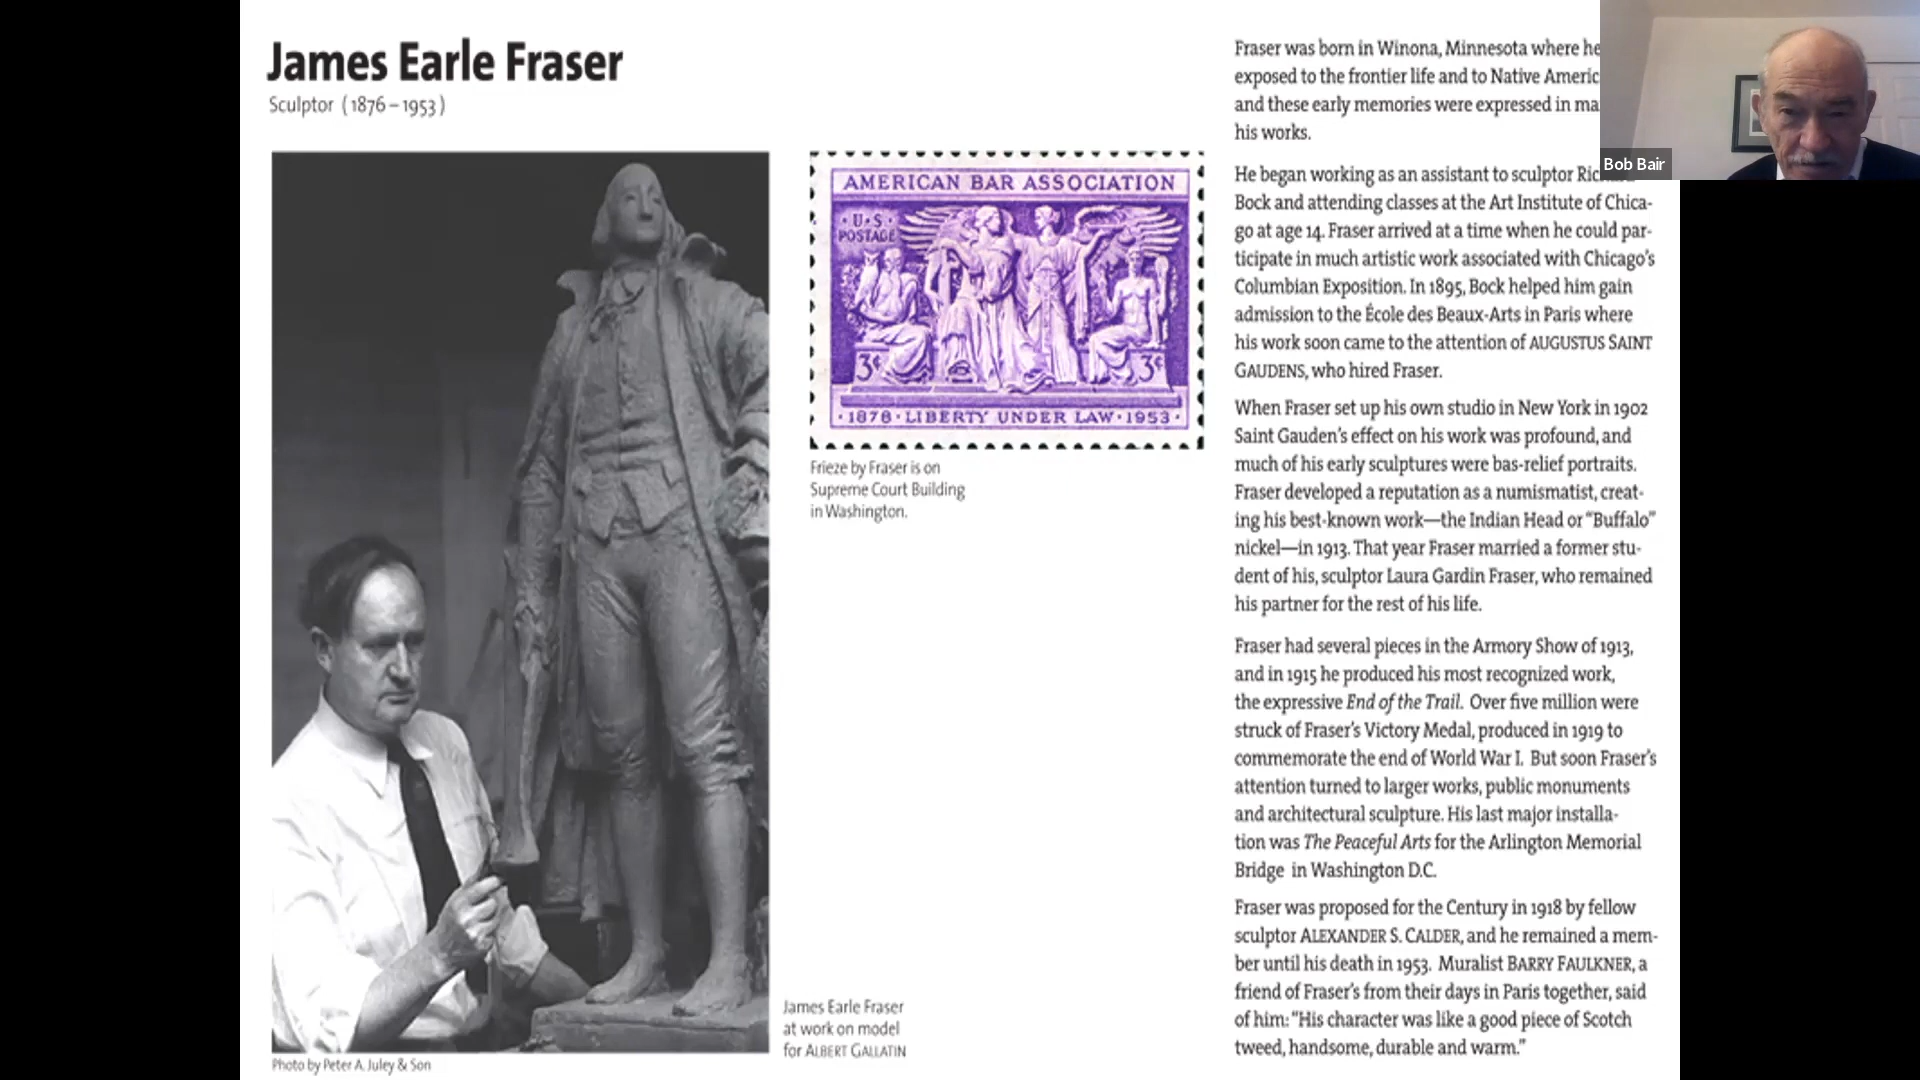 James Earle Fraser
Sculptor (1876–1953)
AMERICAN BAR ASSOCIATION
·U·S·
POSTAGE
3¢ 3¢
·1878·LIBERTY UNDER LAW·1953·
Frieze by Fraser is on
Supreme Court Building
in Washington.
James Earle Fraser
at work on model
for ALBERT GALLATIN
Photo by Peter A. Juley & Son
Fraser was born in Winona, Minnesota where he
exposed to the frontier life and to Native Americ
and these early memories were expressed in ma
his works.
He began working as an assistant to sculptor
Bock and attending classes at the Art Institute of Chica-
go at age 14. Fraser arrived at a time when he could par-
ticipate in much artistic work associated with Chicago's
Columbian Exposition. In 1895, Bock helped him gain
admission to the École des Beaux-Arts in Paris where
his work soon came to the attention of AUGUSTUS SAINT
GAUDENS, who hired Fraser.
When Fraser set up his own studio in New York in 1902
Saint Gauden's effect on his work was profound, and
much of his early sculptures were bas-relief portraits.
Fraser developed a reputation as a numismatist, creat-
ing his best-known work—the Indian Head or “Buffalo”
nickel—in 1913. That year Fraser married a former stu-
dent of his, sculptor Laura Gardin Fraser, who remained
his partner for the rest of his life.
Fraser had several pieces in the Armory Show of 1913,
and in 1915 he produced his most recognized work,
the expressive End of the Trail. Over five million were
struck of Fraser's Victory Medal, produced in 1919 to
commemorate the end of World War I. But soon Fraser's
attention turned to larger works, public monuments
and architectural sculpture. His last major installa-
tion was The Peaceful Arts for the Arlington Memorial
Bridge in Washington D.C.
Fraser was proposed for the Century in 1918 by fellow
sculptor ALEXANDER S. CALDER, and he remained a mem-
ber until his death in 1953. Muralist BARRY FAULKNER, a
friend of Fraser's from their days in Paris together, said
of him: “His character was like a good piece of Scotch
tweed, handsome, durable and warm.”
Bob Bair